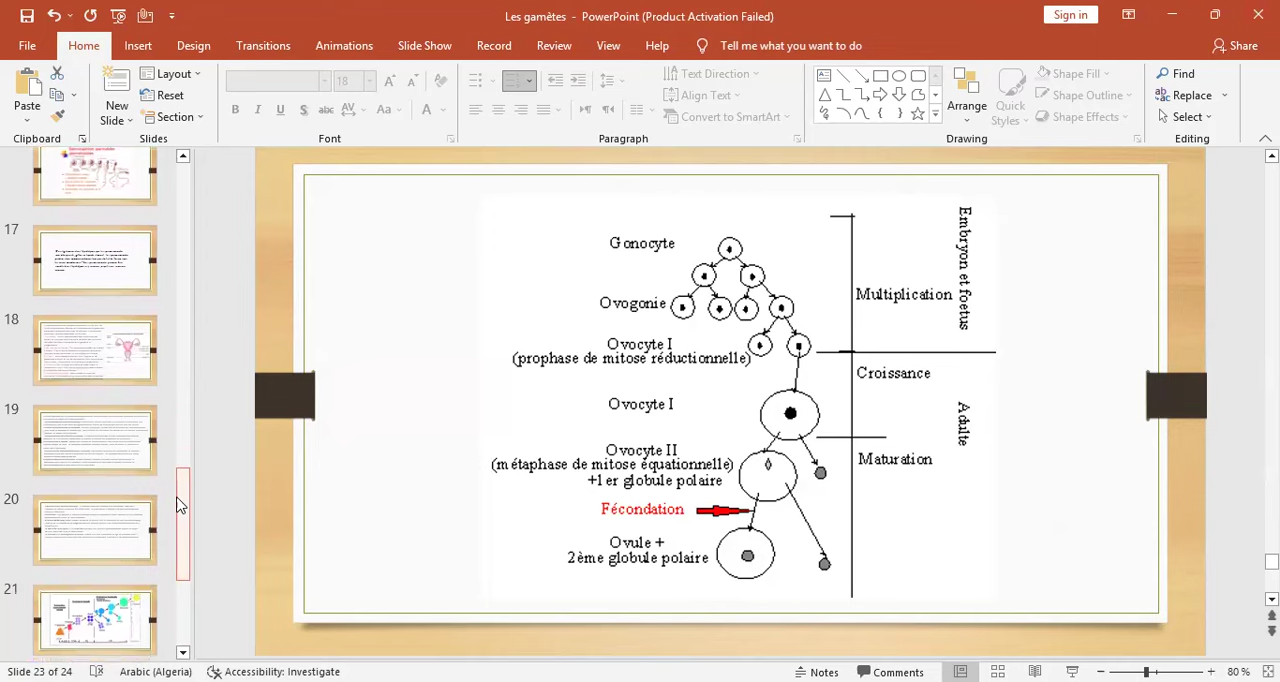 Les gamètes - PowerPoint (Product Activation Failed)
Sign in
File Home Insert Design Transitions Animations Slide Show Record Review View Help Tell me what you want to do Share
Paste
Clipboard
New
Slide
Layout
Reset
Section
Slides
18
B I U S abc AV Aa A
Font
Text Direction
Align Text
Convert to SmartArt
Paragraph
Arrange
Quick
Styles
Shape Fill
Shape Outline
Shape Effects
Drawing
Find
Replace
Select
Editing
17
18
19
20
21
Gonocyte
Ovogonie
Ovocyte I
(prophase de mitose réductionnelle)
Ovocyte I
Ovocyte II
(métaphase de mitose équationnelle)
+1er globule polaire
Fécondation
Ovule +
2ème globule polaire
Multiplication
Croissance
Maturation
Embryon et foetus
Adulte
Slide 23 of 24
Arabic (Algeria)
Accessibility: Investigate
Notes
Comments
80 %